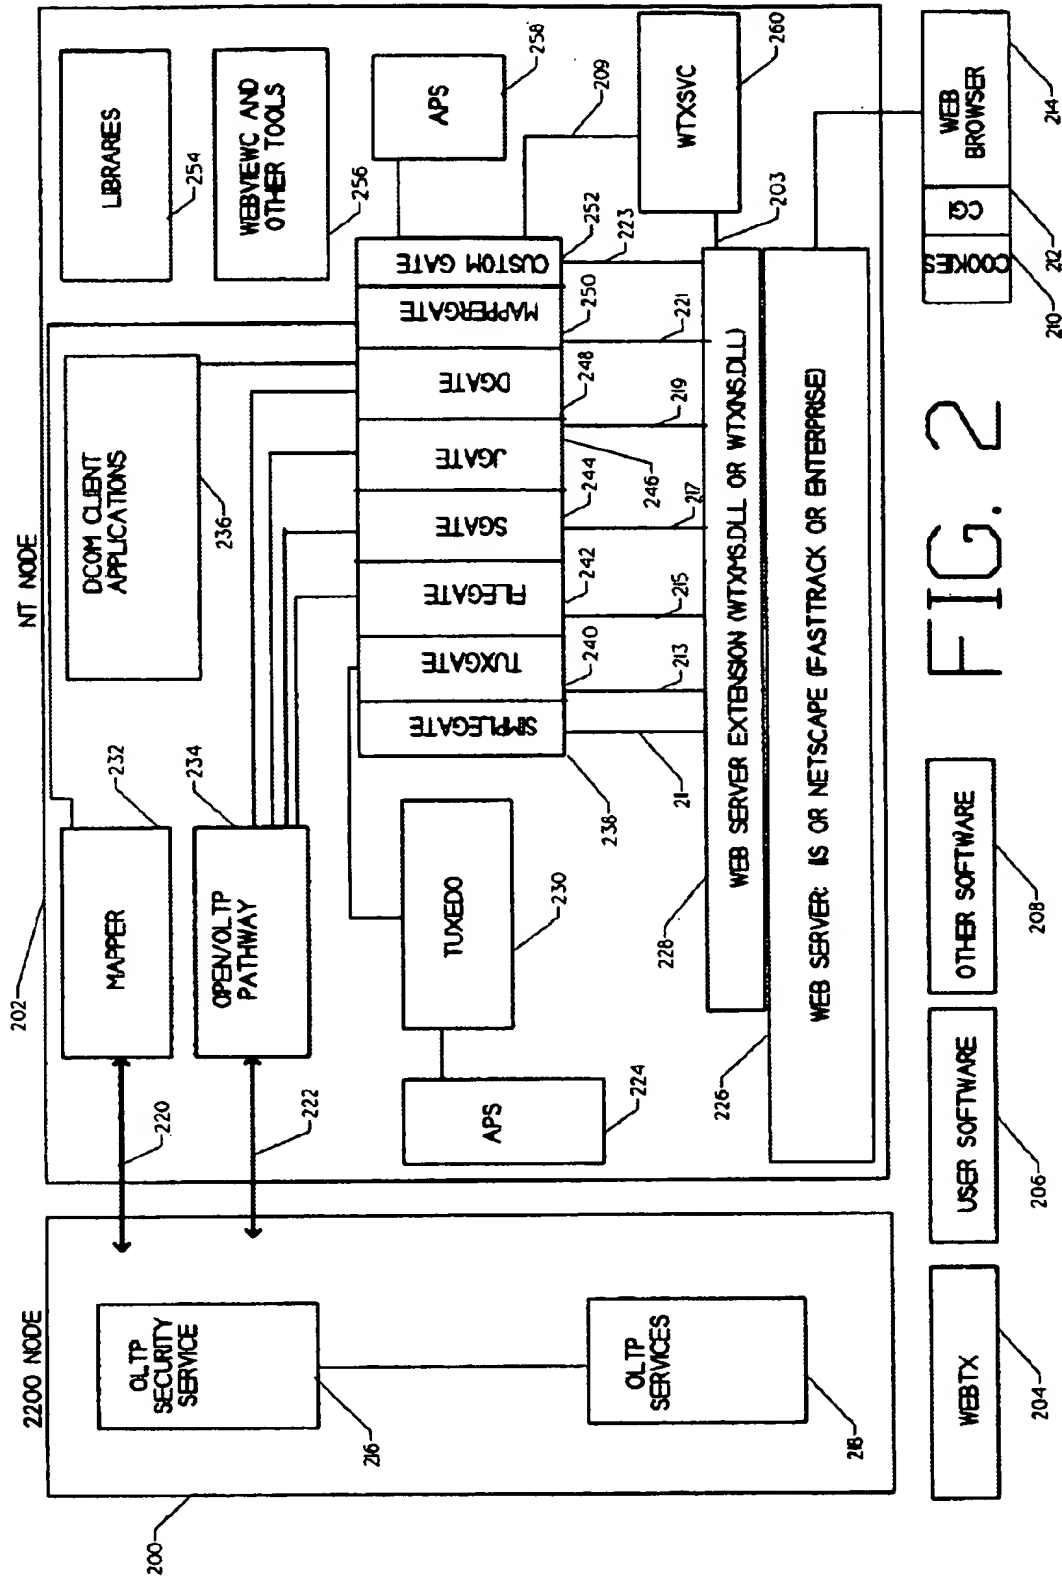 2200 NODE
NT NODE
200
202
OLTP
SECURITY
SERVICE
216
OLTP
SERVICES
218
220
222
MAPPER
232
OPEN/OLTP
PATHWAY
234
DCOM CLIENT
APPLICATIONS
236
LIBRARIES
254
WEBVIEWC AND
OTHER TOOLS
256
APS
224
TUXEDO
230
SIMPLEGATE
TUXGATE
FILEGATE
SGATE
JGATE
DGATE
MAPPERGATE
CUSTOM GATE
238
240
242
244
246
248
250
252
APS
258
209
WTXSVC
260
203
211
213
215
217
219
221
223
228
WEB SERVER EXTENSION (WTXMS.DLL OR WTXNS.DLL)
226
WEB SERVER: IIS OR NETSCAPE (FASTTRACK OR ENTERPRISE)
WEBTX
204
USER SOFTWARE
206
OTHER SOFTWARE
208
FIG. 2
COOKIES
CGI
WEB
BROWSER
210
212
214